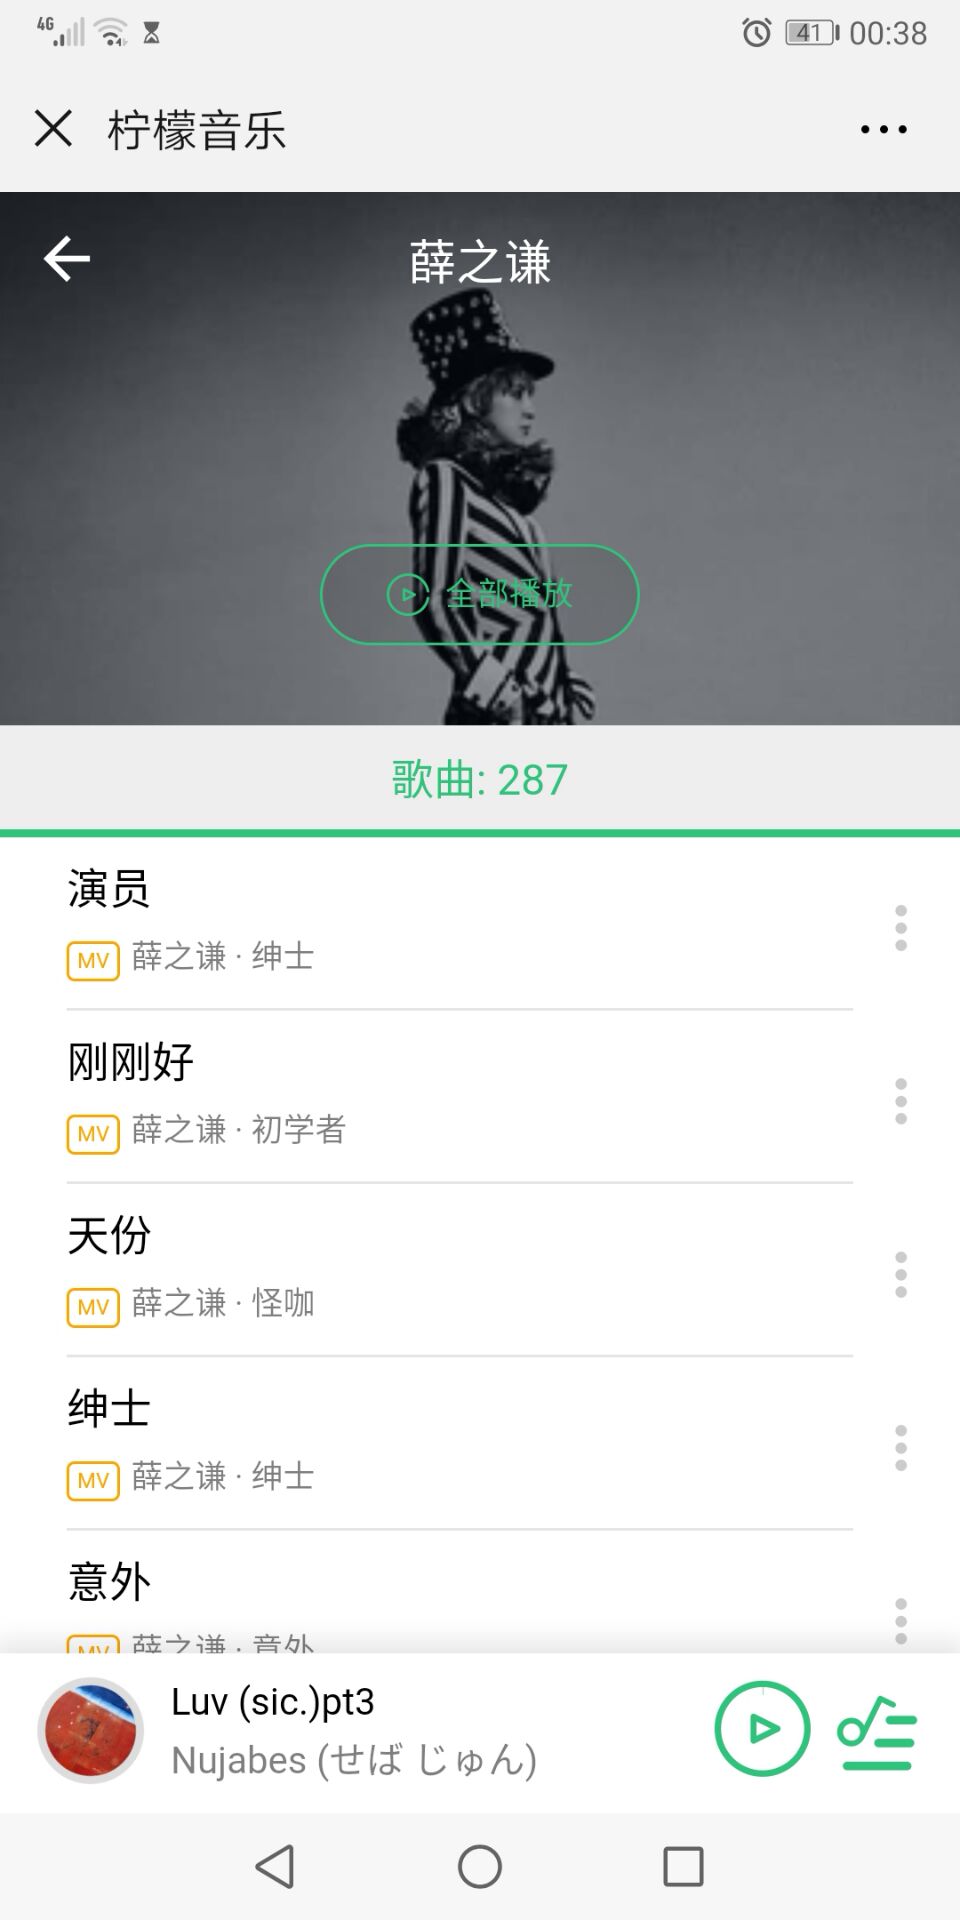 4G 41 00:38
柠檬音乐
薛之谦
全部播放
歌曲: 287
演员
MV 薛之谦 · 绅士
刚刚好
MV 薛之谦 · 初学者
天份
MV 薛之谦 · 怪咖
绅士
MV 薛之谦 · 绅士
意外
MV 薛之谦 · 意外
Luv (sic.)pt3
Nujabes (せば じゅん)